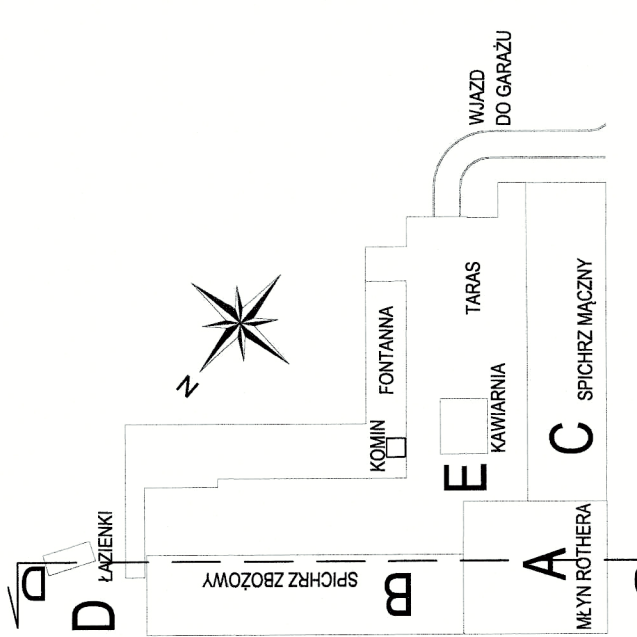 WJAZD
DO GARAŻU
N
TARAS
SPICHRZ MĄCZNY
FONTANNA
KOMIN
KAWIARNIA
C
E
ŁAZIENKI
D
D
SPICHRZ ZBOŻOWY
B
A
MŁYN ROTHERA